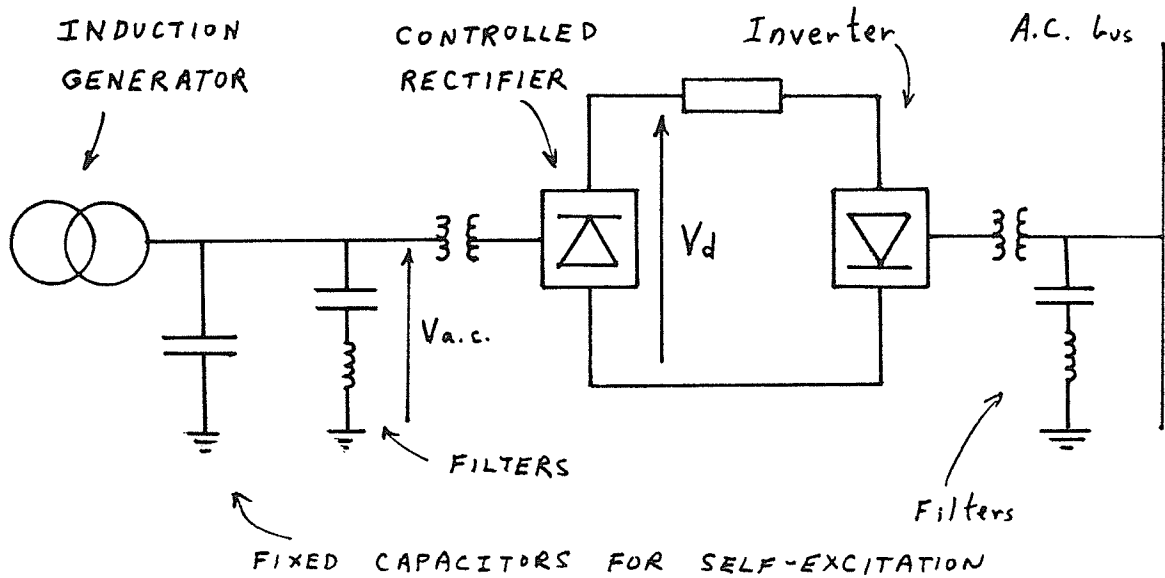 INDUCTION
GENERATOR
CONTROLLED
RECTIFIER
Inverter
A.C. bus
Vd
Va.c.
FILTERS
Filters
FIXED CAPACITORS FOR SELF-EXCITATION